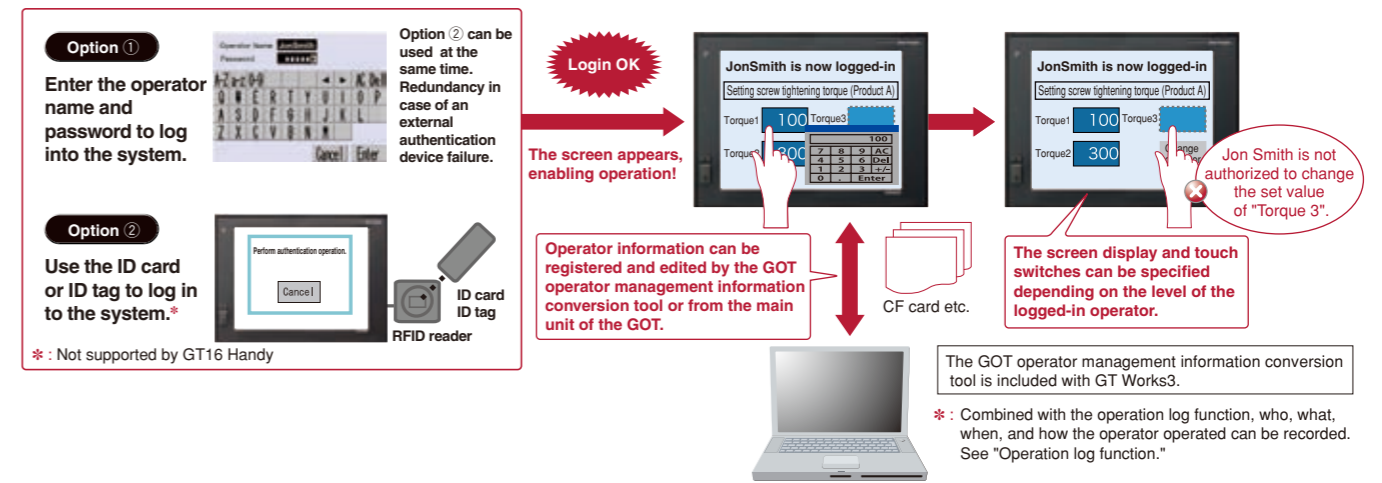 Option ①
Enter the operator
name and
password to log
into the system.
Operator Name JonSmith
Password *****
A-Z a-z 0-9 ◄ ► AC Del
Q W E R T Y U I O P
A S D F G H J K L
Z X C V B N M
Cancel Enter
Option ② can be
used at the
same time.
Redundancy in
case of an
external
authentication
device failure.
Option ②
Use the ID card
or ID tag to log in
to the system.*
Perform authentication operation.
Cancel
ID card
ID tag
RFID reader
* : Not supported by GT16 Handy
Login OK
The screen appears,
enabling operation!
JonSmith is now logged-in
Setting screw tightening torque (Product A)
Torque1 100 Torque3
100
7 8 9 AC
4 5 6 Del
1 2 3 +/-
0 . Enter
Operator information can be
registered and edited by the GOT
operator management information
conversion tool or from the main
unit of the GOT.
CF card etc.
JonSmith is now logged-in
Setting screw tightening torque (Product A)
Torque1 100 Torque3
Torque2 300
Jon Smith is not
authorized to change
the set value
of "Torque 3".
The screen display and touch
switches can be specified
depending on the level of the
logged-in operator.
The GOT operator management information conversion
tool is included with GT Works3.
* : Combined with the operation log function, who, what,
when, and how the operator operated can be recorded.
See "Operation log function."